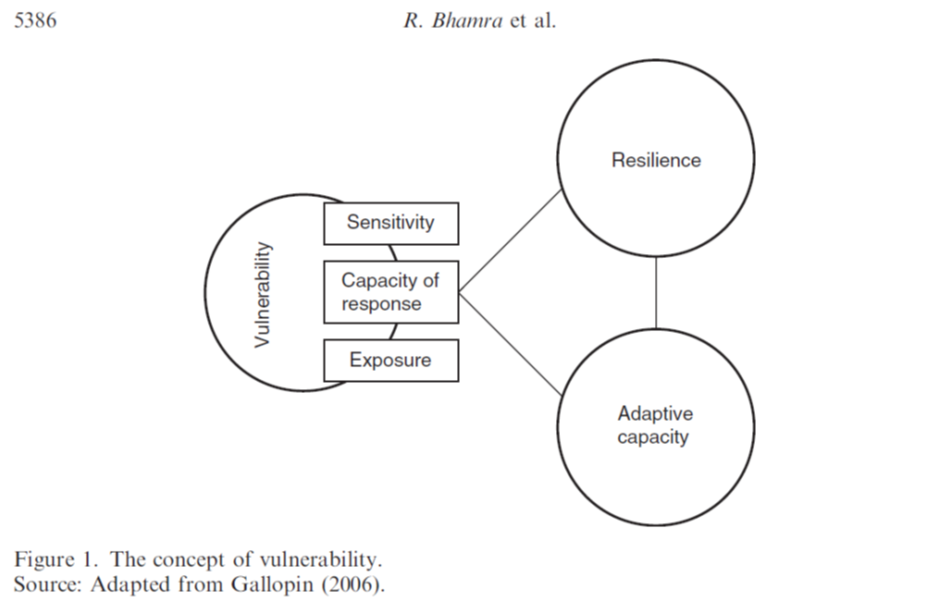 5386
R. Bhamra et al.
Resilience
Sensitivity
Vulnerability
Capacity of
response
Exposure
Adaptive
capacity
Figure 1. The concept of vulnerability.
Source: Adapted from Gallopin (2006).